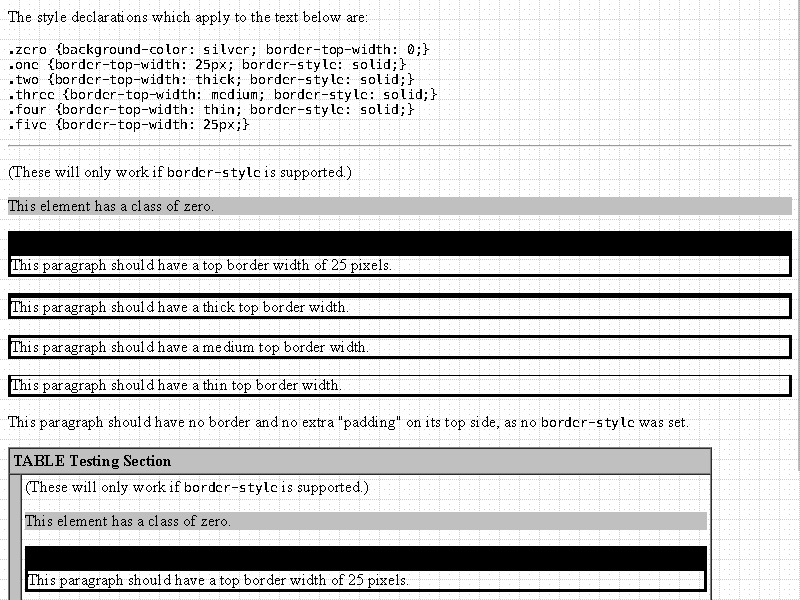 The style declarations which apply to the text below are:
.zero {background-color: silver; border-top-width: 0;}
.one {border-top-width: 25px; border-style: solid;}
.two {border-top-width: thick; border-style: solid;}
.three {border-top-width: medium; border-style: solid;}
.four {border-top-width: thin; border-style: solid;}
.five {border-top-width: 25px;}
(These will only work if border-style is supported.)
This element has a class of zero.
This paragraph should have a top border width of 25 pixels.
This paragraph should have a thick top border width.
This paragraph should have a medium top border width.
This paragraph should have a thin top border width.
This paragraph should have no border and no extra "padding" on its top side, as no border-style was set.
TABLE Testing Section
(These will only work if border-style is supported.)
This element has a class of zero.
This paragraph should have a top border width of 25 pixels.